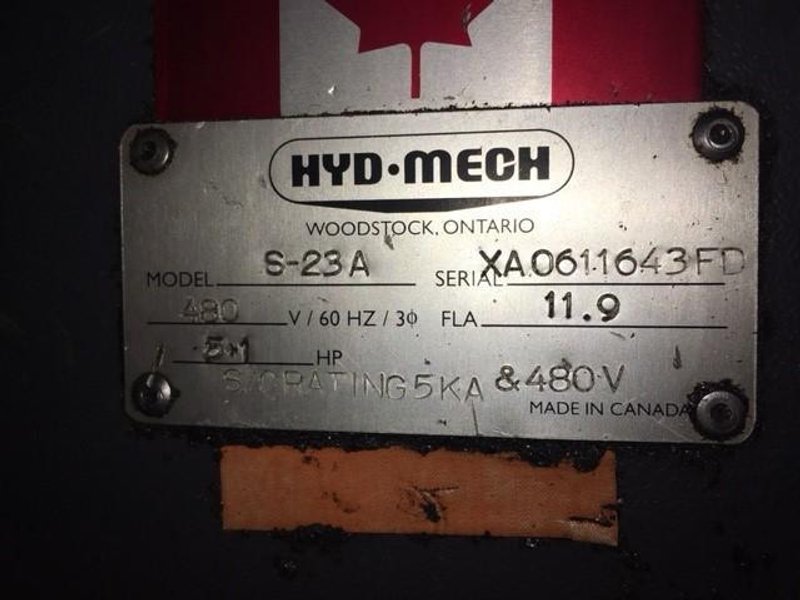 HYD·MECH
WOODSTOCK, ONTARIO
MODEL S-23A SERIAL XA0611643FD
480 V / 60 HZ / 3ϕ FLA 11.9
5.1 HP
S/C RATING 5KA & 480·V
MADE IN CANADA